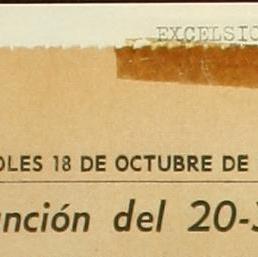 EXCELSIO
OLES 18 DE OCTUBRE DE
nción del 20-